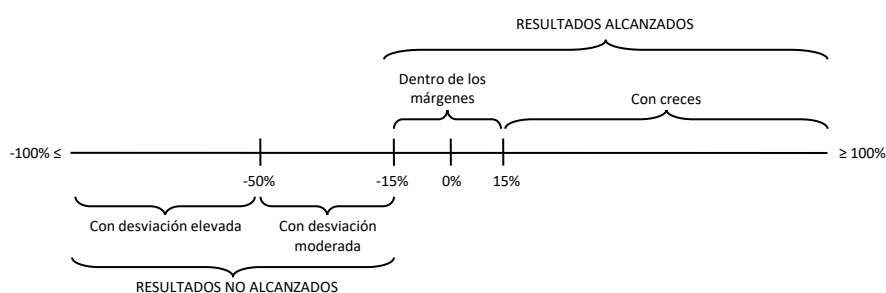 RESULTADOS ALCANZADOS
Dentro de los
márgenes
Con creces
-100% ≤
≥ 100%
-50%
-15%
0%
15%
Con desviación elevada
Con desviación
moderada
RESULTADOS NO ALCANZADOS